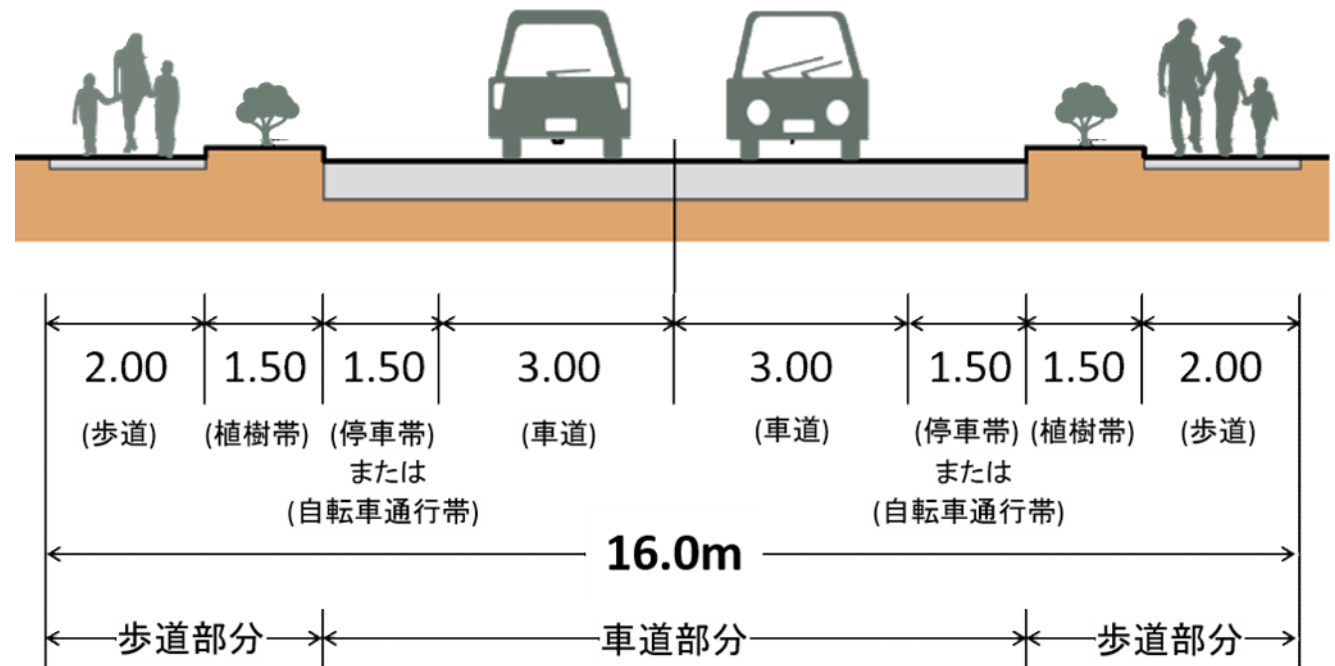 2.00 1.50 1.50 3.00 3.00 1.50 1.50 2.00
(歩道) (植樹帯) (停車帯) (車道) (車道) (停車帯) (植樹帯) (歩道)
または または
(自転車通行帯) (自転車通行帯)
16.0m
歩道部分 車道部分 歩道部分